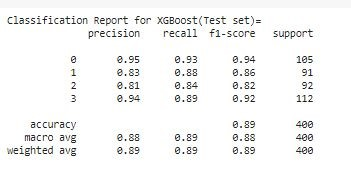 Classification Report for XGBoost(Test set)=
precision recall f1-score support
0 0.95 0.93 0.94 105
1 0.83 0.88 0.86 91
2 0.81 0.84 0.82 92
3 0.94 0.89 0.92 112
accuracy 0.89 400
macro avg 0.88 0.89 0.88 400
weighted avg 0.89 0.89 0.89 400